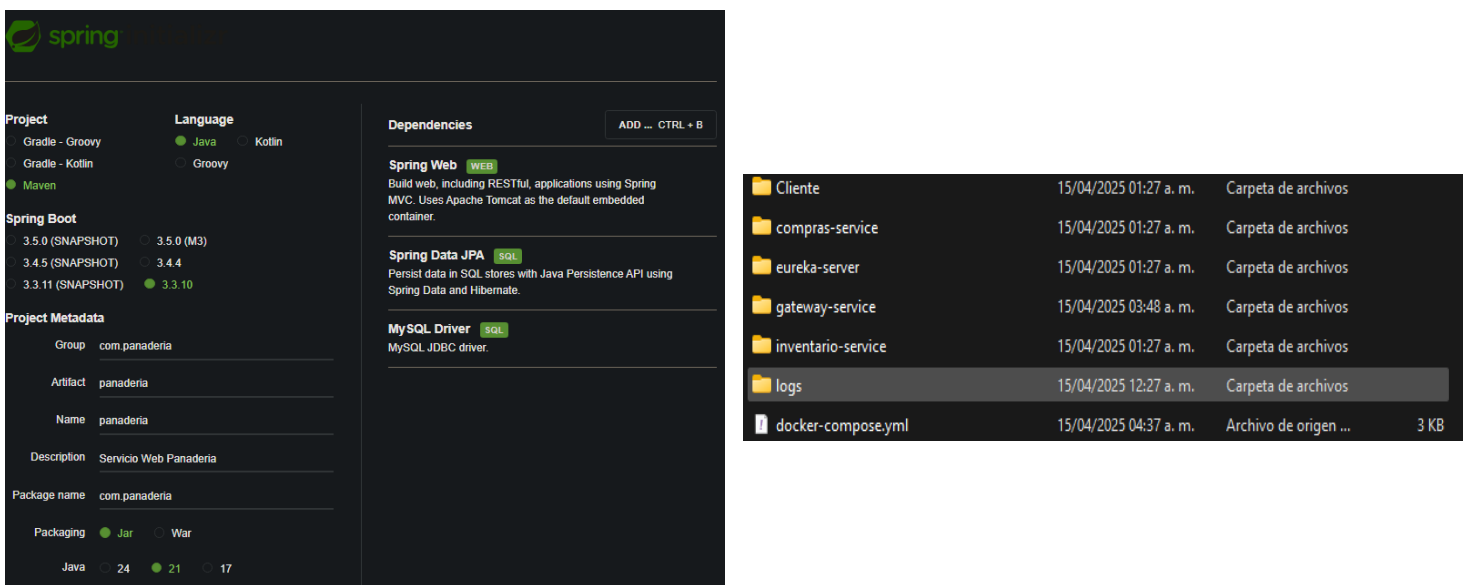 spring
Project
Language
Gradle - Groovy
Java
Kotlin
Gradle - Kotlin
Groovy
Maven
Spring Boot
3.5.0 (SNAPSHOT)
3.5.0 (M3)
3.4.5 (SNAPSHOT)
3.4.4
3.3.11 (SNAPSHOT)
3.3.10
Project Metadata
Group com.panaderia
Artifact panaderia
Name panaderia
Description Servicio Web Panaderia
Package name com.panaderia
Packaging Jar War
Java 24 21 17
Dependencies
ADD ... CTRL + B
Spring Web WEB
Build web, including RESTful, applications using Spring
MVC. Uses Apache Tomcat as the default embedded
container.
Spring Data JPA SQL
Persist data in SQL stores with Java Persistence API using
Spring Data and Hibernate.
MySQL Driver SQL
MySQL JDBC driver.
Cliente 15/04/2025 01:27 a. m. Carpeta de archivos
compras-service 15/04/2025 01:27 a. m. Carpeta de archivos
eureka-server 15/04/2025 01:27 a. m. Carpeta de archivos
gateway-service 15/04/2025 03:48 a. m. Carpeta de archivos
inventario-service 15/04/2025 01:27 a. m. Carpeta de archivos
logs 15/04/2025 12:27 a. m. Carpeta de archivos
docker-compose.yml 15/04/2025 04:37 a. m. Archivo de origen ... 3 KB